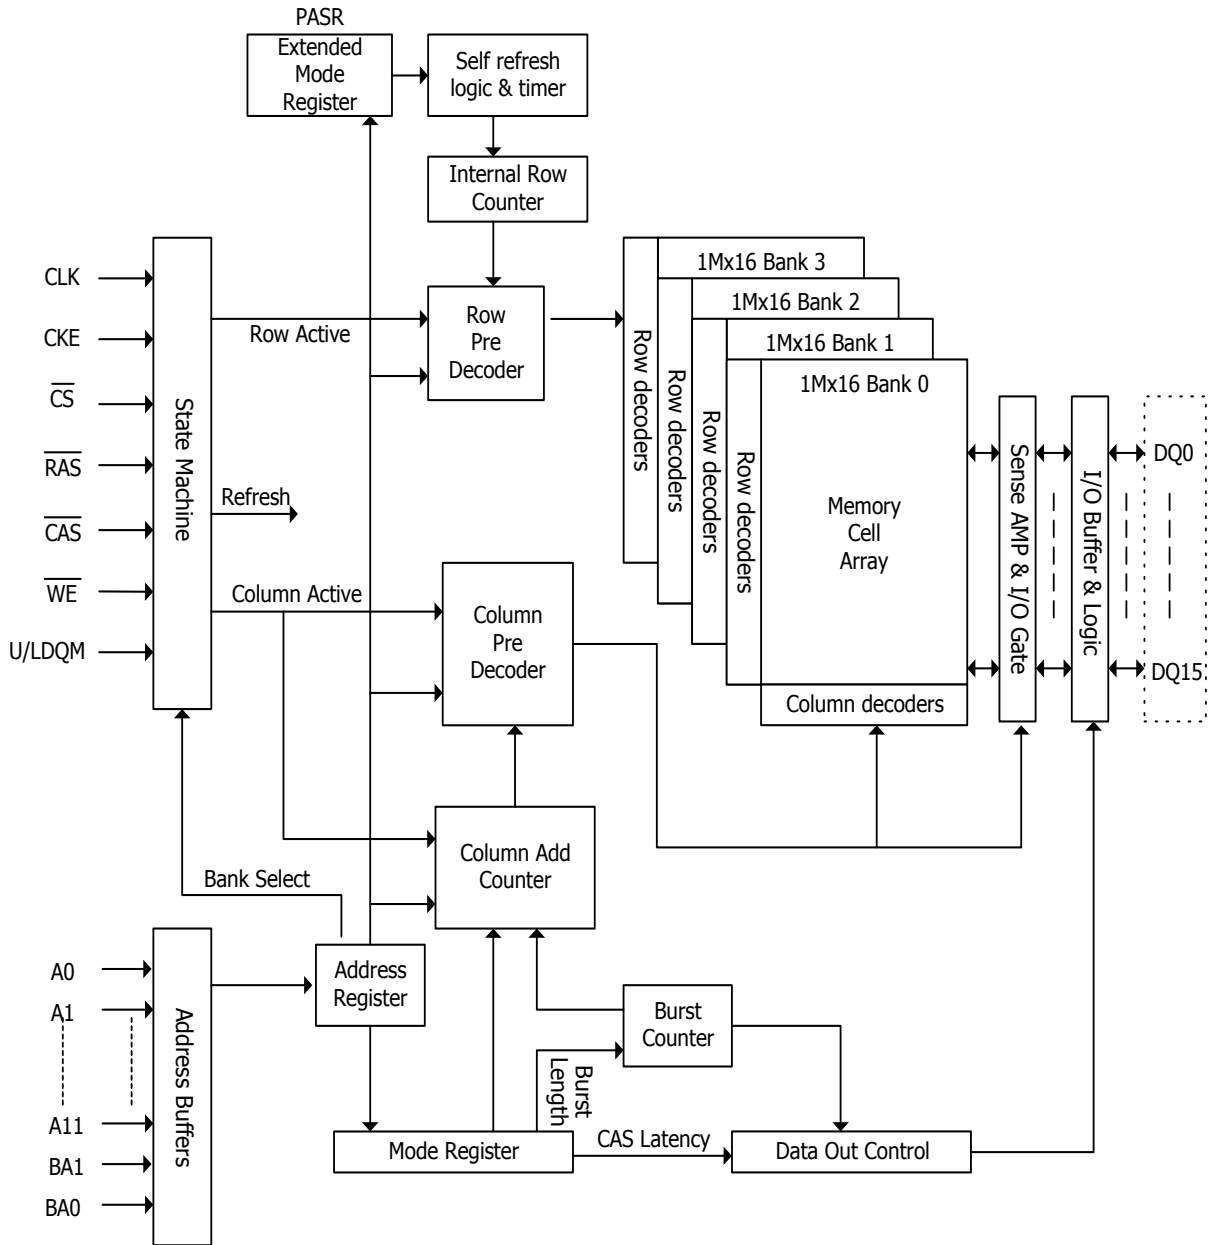 PASR
Extended
Mode
Register
Self refresh
logic & timer
Internal Row
Counter
CLK
CKE
CS
RAS
CAS
WE
U/LDQM
State Machine
Row Active
Refresh
Column Active
Row
Pre
Decoder
Column
Pre
Decoder
Column Add
Counter
Bank Select
1Mx16 Bank 3
1Mx16 Bank 2
1Mx16 Bank 1
1Mx16 Bank 0
Row decoders
Row decoders
Row decoders
Row decoders
Memory
Cell
Array
Column decoders
Sense AMP & I/O Gate
I/O Buffer & Logic
DQ0
DQ15
A0
A1
A11
BA1
BA0
Address Buffers
Address
Register
Burst
Counter
Burst
Length
Mode Register
CAS Latency
Data Out Control